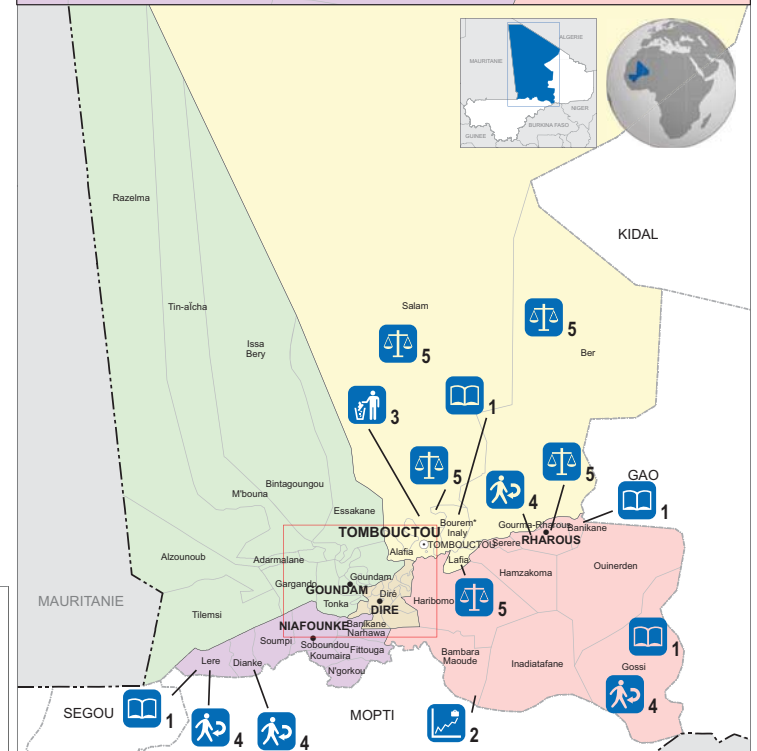 ALGERIE
MAURITANIE
NIGER
BURKINA FASO
GUINEE
Razelma
KIDAL
Tin-aÏcha
Salam
5
Issa
Bery
5
Ber
3
1
5
5
GAO
Bintagoungou
M'bouna
4
1
Essakane
Bourem*
Inaly
Gourma-Rharous
Banikane
TOMBOUCTOU
TOMBOUCTOU
Serere
RHAROUS
Alafia
Alzounoub
Adarmalane
Lafia
Ouinerden
Hamzakoma
Gargando
Goundam
GOUNDAM
Diré
MAURITANIE
Tonka
DIRE
Haribomo
5
Tilemsi
NIAFOUNKE
Banikane
Narhawa
Soumpi
Soboundou
Koumaira
Fittouga
Bambara
Maoude
1
Lere
Dianke
Inadiatafane
Gossi
N'gorkou
4
SEGOU
1
MOPTI
4
4
2